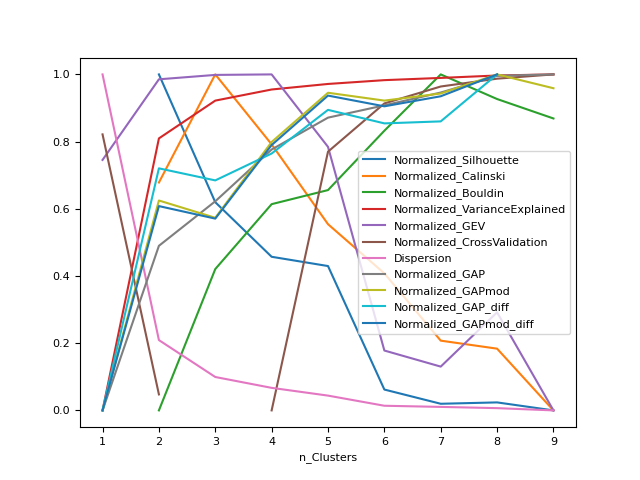 1.0
0.8
0.6
0.4
0.2
0.0
Normalized_Silhouette
Normalized_Calinski
Normalized_Bouldin
Normalized_VarianceExplained
Normalized_GEV
Normalized_CrossValidation
Dispersion
Normalized_GAP
Normalized_GAPmod
Normalized_GAP_diff
Normalized_GAPmod_diff
1 2 3 4 5 6 7 8 9
n_Clusters